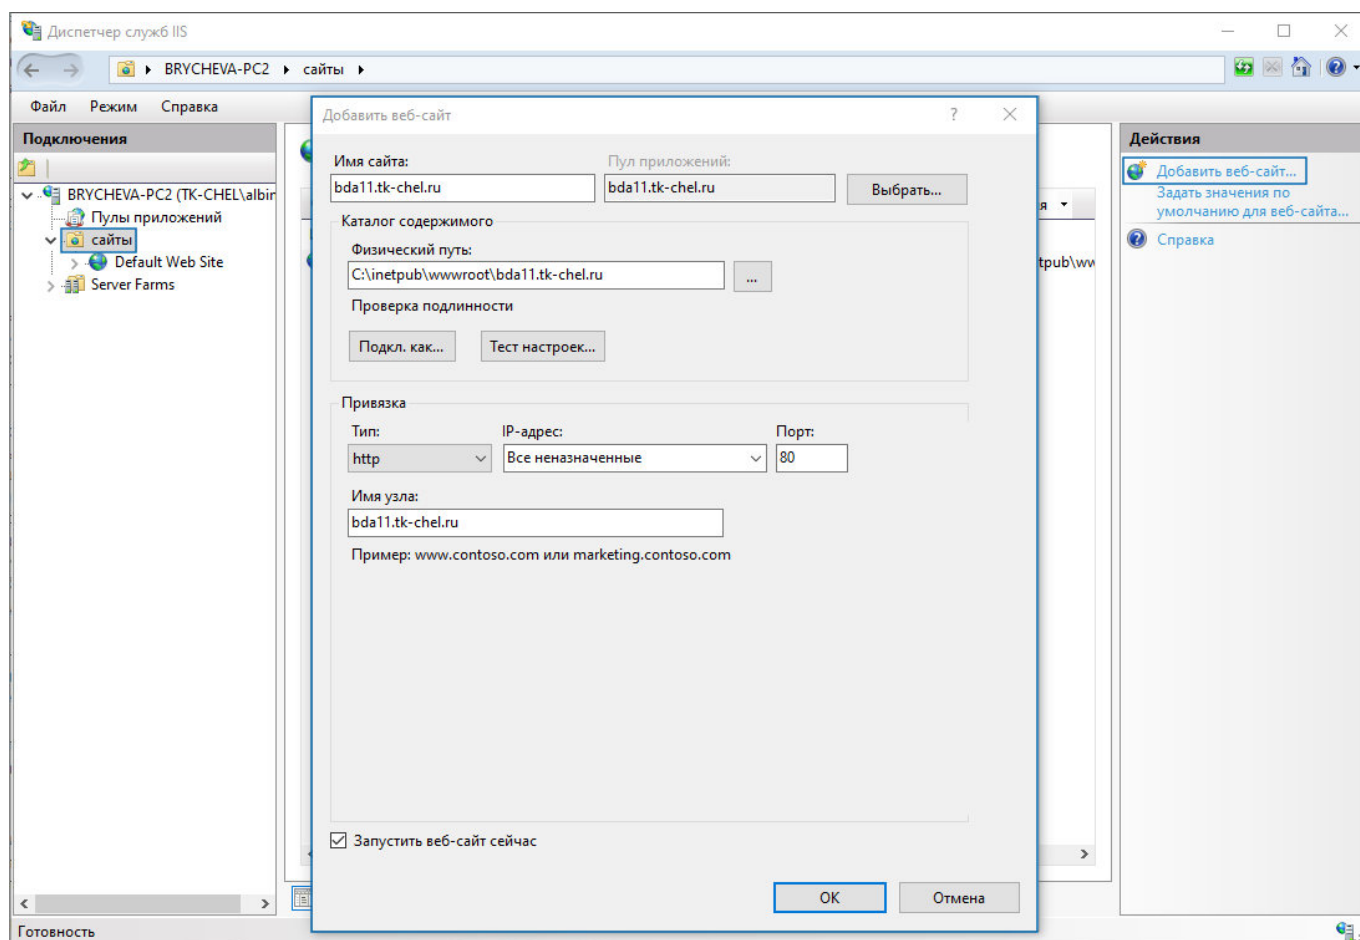 Диспетчер служб IIS
BRYCHEVA-PC2 сайты
Файл Режим Справка
Подключения
BRYCHEVA-PC2 (TK-CHEL\albir
Пулы приложений
сайты
Default Web Site
Server Farms
Добавить веб-сайт
?
Имя сайта:
Пул приложений:
bda11.tk-chel.ru
bda11.tk-chel.ru
Выбрать...
Каталог содержимого
Физический путь:
C:\inetpub\wwwroot\bda11.tk-chel.ru
...
Проверка подлинности
Подкл. как...
Тест настроек...
Привязка
Тип:
IP-адрес:
Порт:
http
Все неназначенные
80
Имя узла:
bda11.tk-chel.ru
Пример: www.contoso.com или marketing.contoso.com
Запустить веб-сайт сейчас
OK
Отмена
я
tpub\ww
Действия
Добавить веб-сайт...
Задать значения по
умолчанию для веб-сайта...
Справка
Готовность